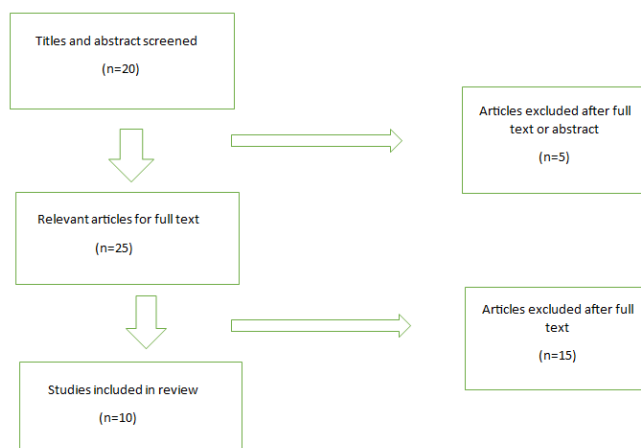 Titles and abstract screened
(n=20)
Articles excluded after full
text or abstract
(n=5)
Relevant articles for full text
(n=25)
Articles excluded after full
text
(n=15)
Studies included in review
(n=10)